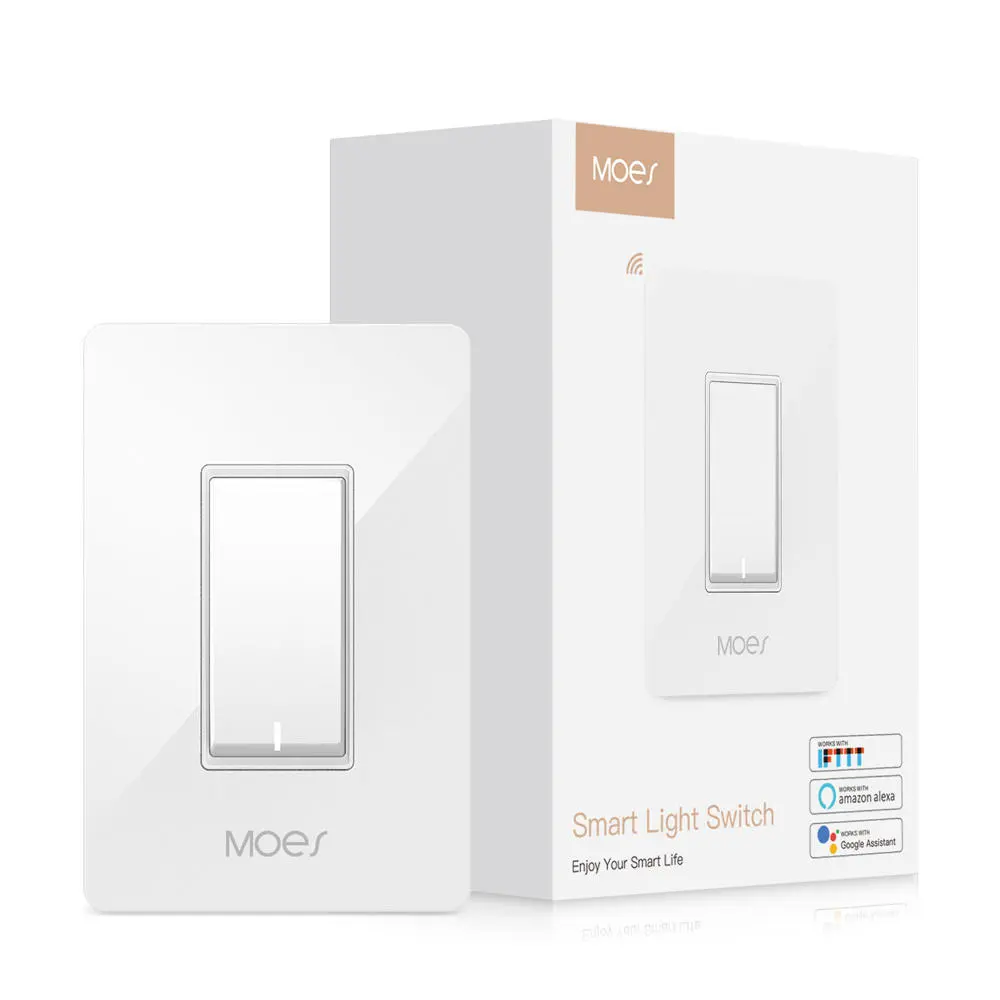 MOes
MOes
MOes
WORKS WITH
IFTTT
WORKS WITH
amazon alexa
WORKS WITH
Google Assistant
Smart Light Switch
Enjoy Your Smart Life